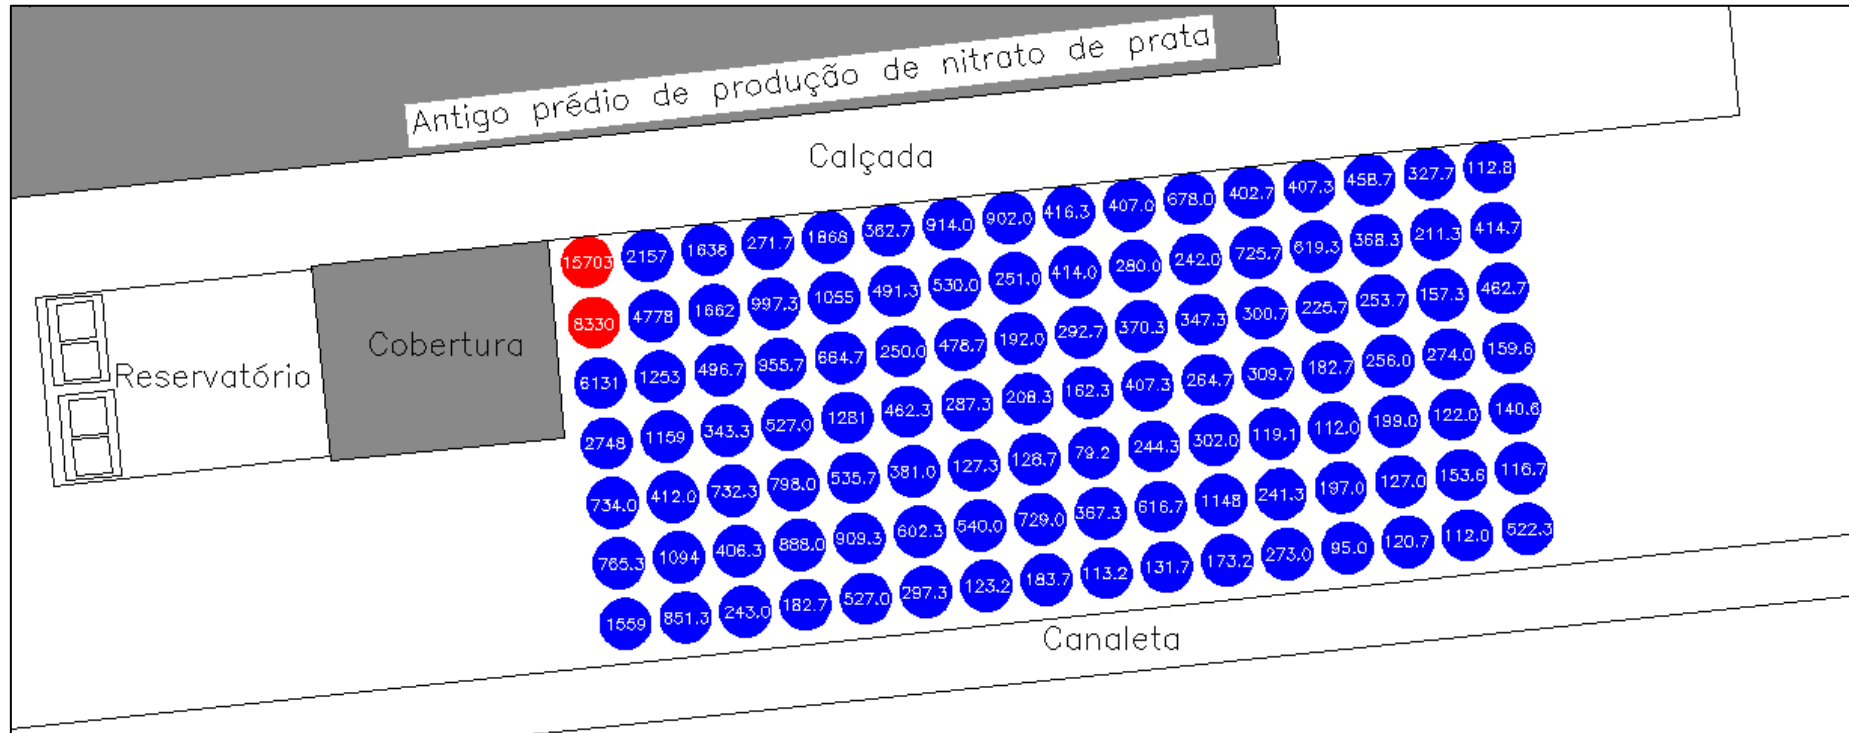 Antigo prédio de produção de nitrato de prata
Calçada
15703 2157 1638 271.7 1868 362.7 914.0 902.0 416.3 407.0 678.0 402.7 407.3 458.7 327.7 112.8
8330 4778 1662 997.3 1055 491.3 530.0 251.0 414.0 280.0 242.0 725.7 619.3 368.3 211.3 414.7
Cobertura
Reservatório
6131 1253 496.7 955.7 664.7 250.0 478.7 192.0 292.7 370.3 347.3 300.7 225.7 253.7 157.3 462.7
2748 1159 343.3 527.0 1281 462.3 287.3 208.3 162.3 407.3 264.7 309.7 182.7 256.0 274.0 159.6
734.0 412.0 732.3 798.0 535.7 381.0 127.3 128.7 79.2 244.3 302.0 119.1 112.0 199.0 122.0 140.6
765.3 1094 406.3 888.0 909.3 602.3 540.0 729.0 367.3 616.7 1148 241.3 197.0 127.0 153.6 116.7
1559 851.3 243.0 182.7 527.0 297.3 123.2 183.7 113.2 131.7 173.2 273.0 95.0 120.7 112.0 522.3
Canaleta